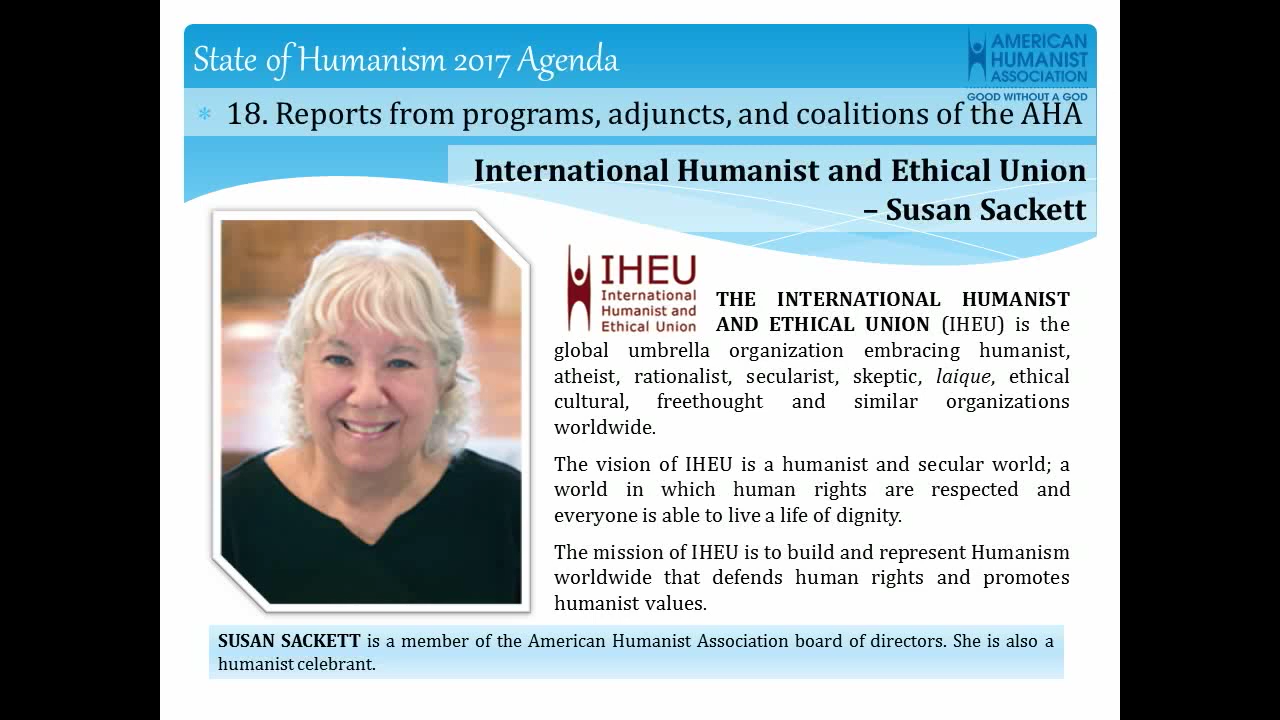 State of Humanism 2017 Agenda
AMERICAN
HUMANIST
ASSOCIATION
GOOD WITHOUT A GOD
* 18. Reports from programs, adjuncts, and coalitions of the AHA
International Humanist and Ethical Union
– Susan Sackett
IHEU
International
Humanist and
Ethical Union
THE INTERNATIONAL HUMANIST
AND ETHICAL UNION (IHEU) is the
global umbrella organization embracing humanist,
atheist, rationalist, secularist, skeptic, laique, ethical
cultural, freethought and similar organizations
worldwide.
The vision of IHEU is a humanist and secular world; a
world in which human rights are respected and
everyone is able to live a life of dignity.
The mission of IHEU is to build and represent Humanism
worldwide that defends human rights and promotes
humanist values.
SUSAN SACKETT is a member of the American Humanist Association board of directors. She is also a
humanist celebrant.